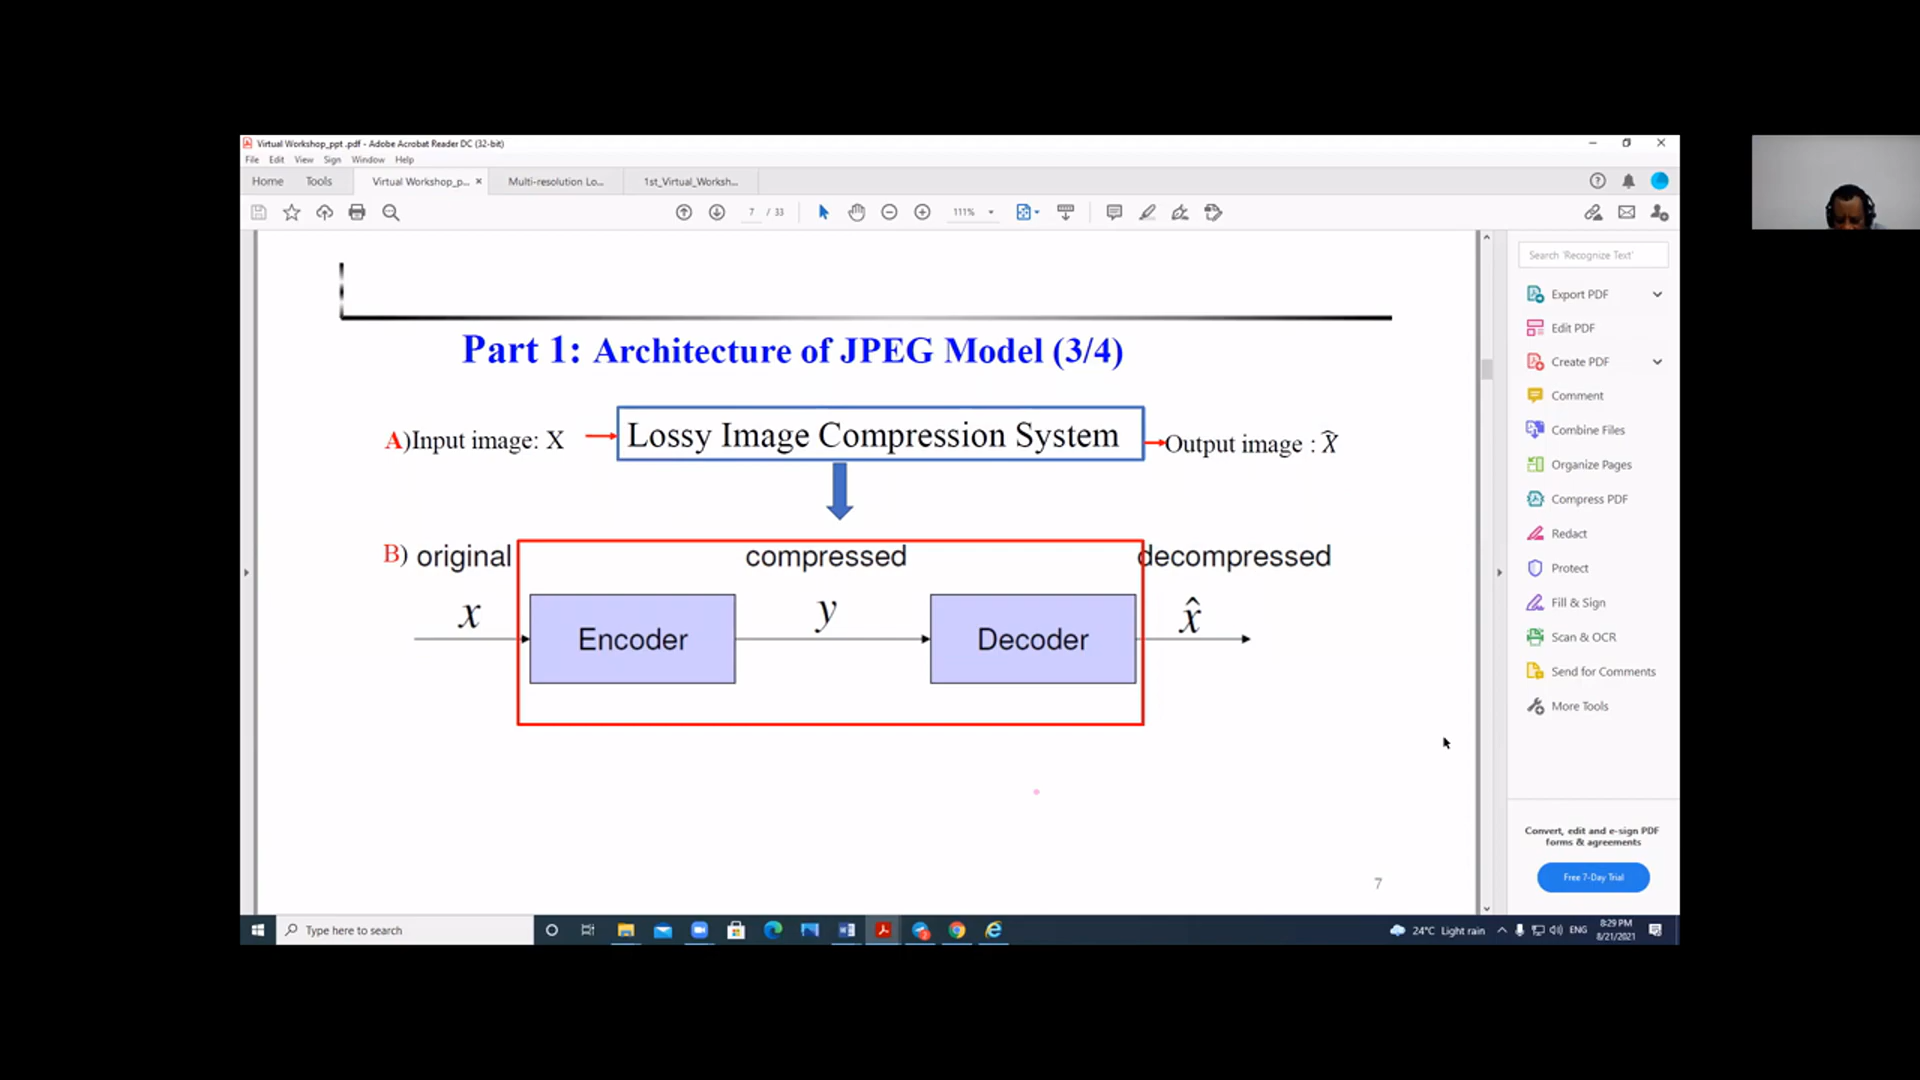 Virtual Workshop_ppt .pdf - Adobe Acrobat Reader DC (32-bit)
File Edit View Sign Window Help
Home Tools Virtual Workshop_p... × Multi-resolution Lo... 1st_Virtual_Worksh...
7 / 33 111%
Search 'Recognize Text'
Export PDF
Edit PDF
Create PDF
Comment
Combine Files
Organize Pages
Compress PDF
Redact
Protect
Fill & Sign
Scan & OCR
Send for Comments
More Tools
Convert, edit and e-sign PDF
forms & agreements
Free 7-Day Trial
Part 1: Architecture of JPEG Model (3/4)
A)Input image: X Lossy Image Compression System Output image : X̂
B) original compressed decompressed
x y x̂
Encoder Decoder
7
Type here to search 24°C Light rain ENG 8:29 PM
8/21/2021